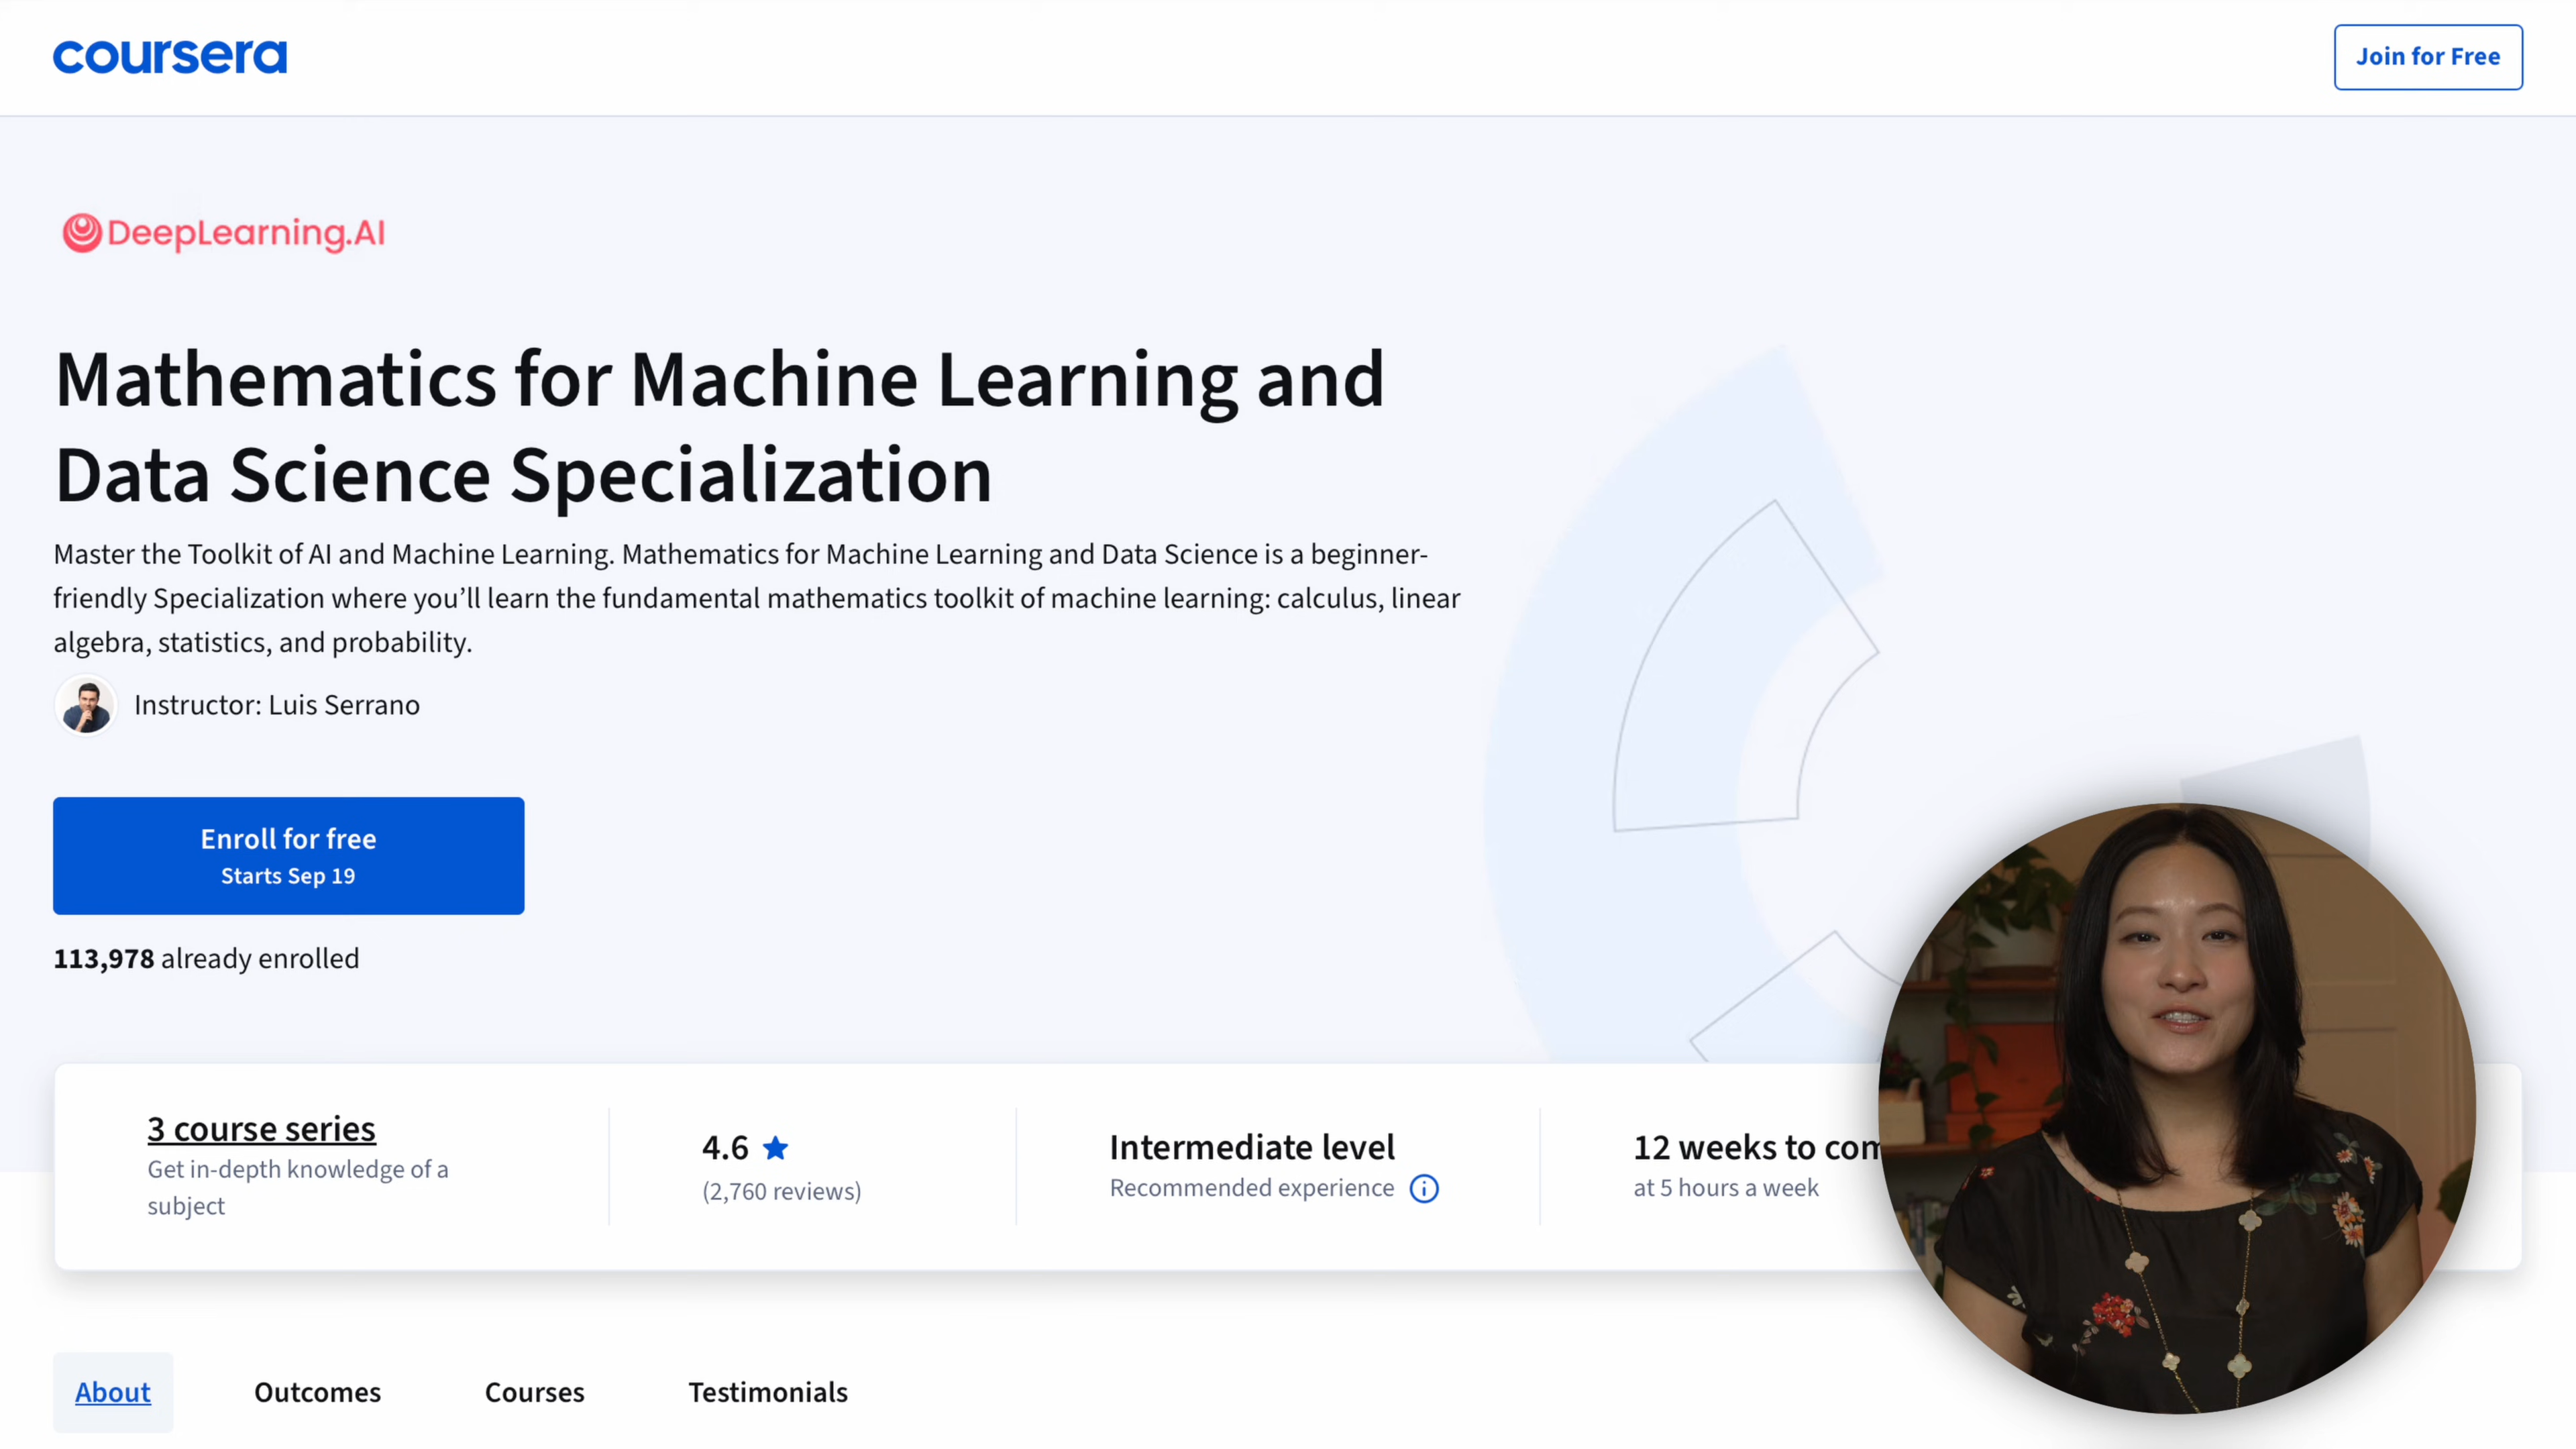 coursera
Join for Free
DeepLearning.AI
Mathematics for Machine Learning and
Data Science Specialization
Master the Toolkit of AI and Machine Learning. Mathematics for Machine Learning and Data Science is a beginner-
friendly Specialization where you’ll learn the fundamental mathematics toolkit of machine learning: calculus, linear
algebra, statistics, and probability.
Instructor: Luis Serrano
Enroll for free
Starts Sep 19
113,978 already enrolled
3 course series
Get in-depth knowledge of a
subject
4.6
(2,760 reviews)
Intermediate level
Recommended experience
12 weeks to
at 5 hours a week
About
Outcomes
Courses
Testimonials